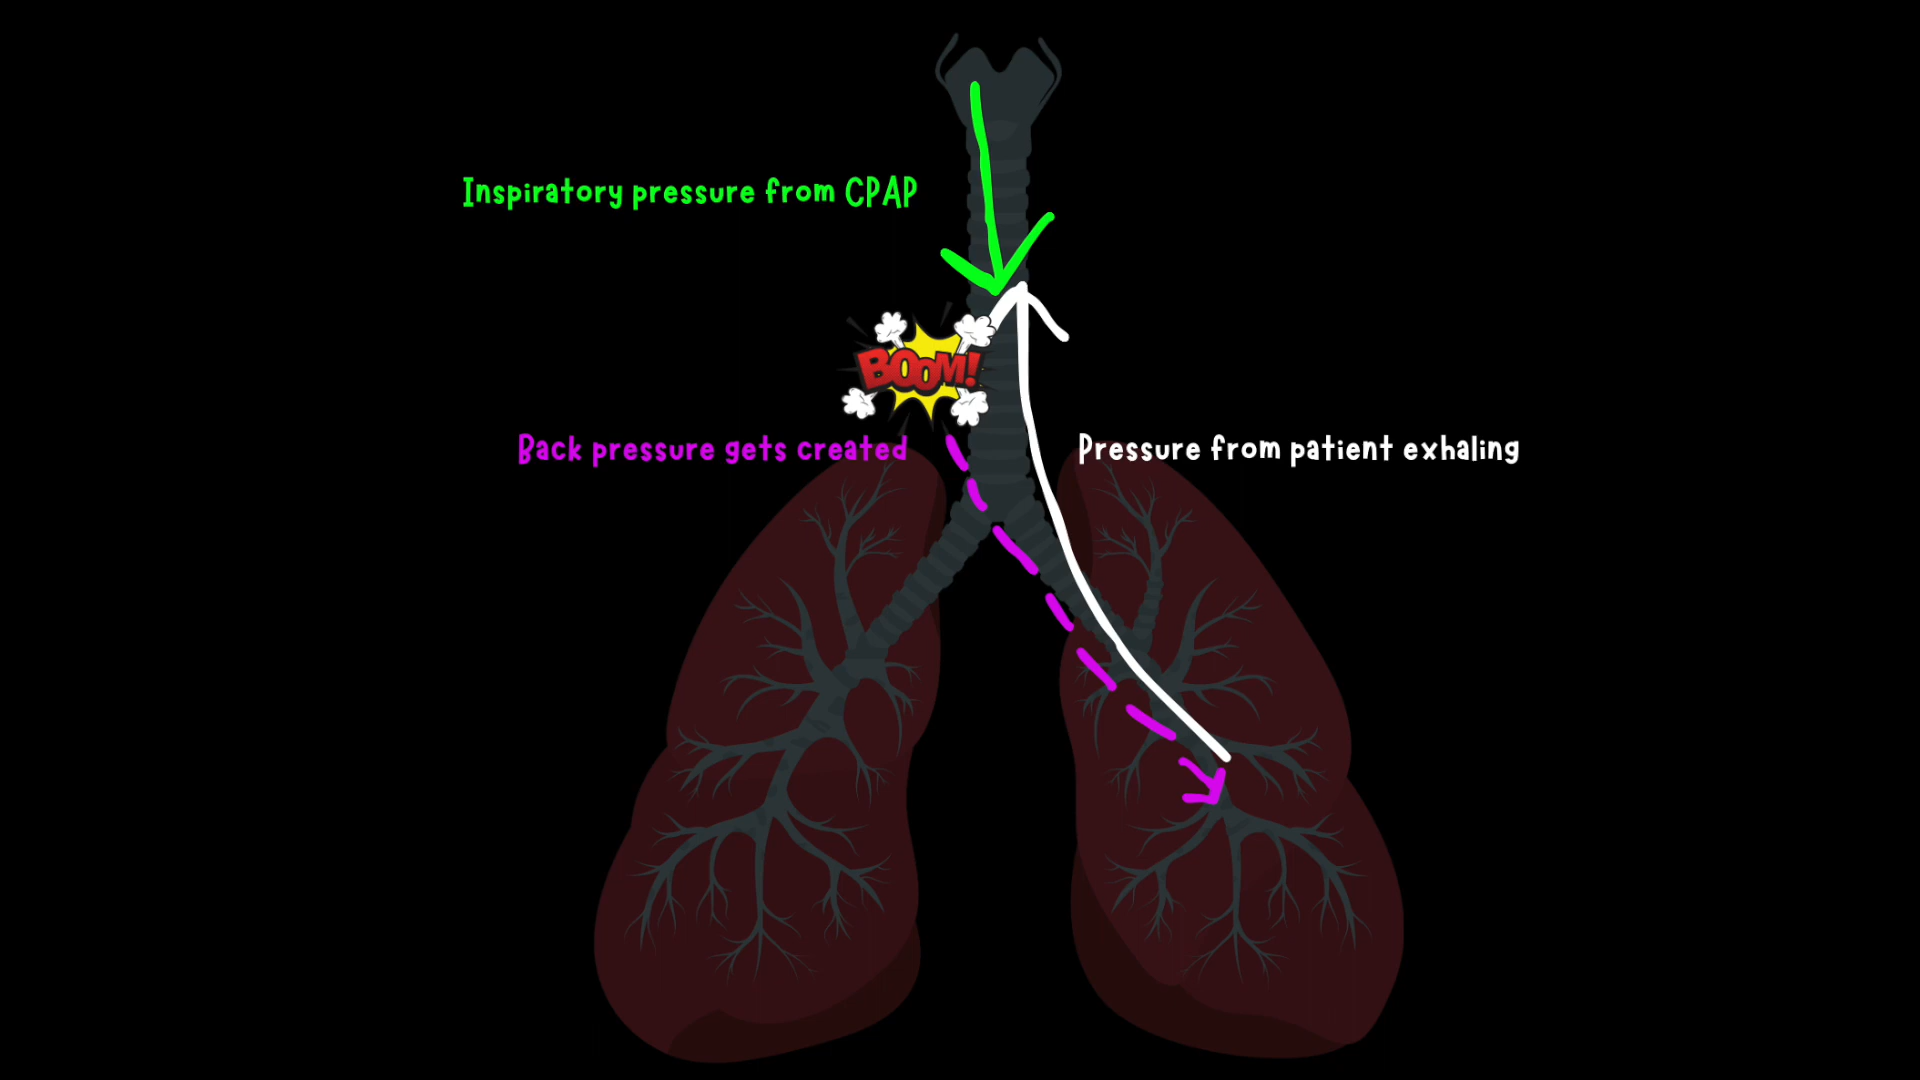 Inspiratory pressure from CPAP
BOOM!
Back pressure gets created
Pressure from patient exhaling